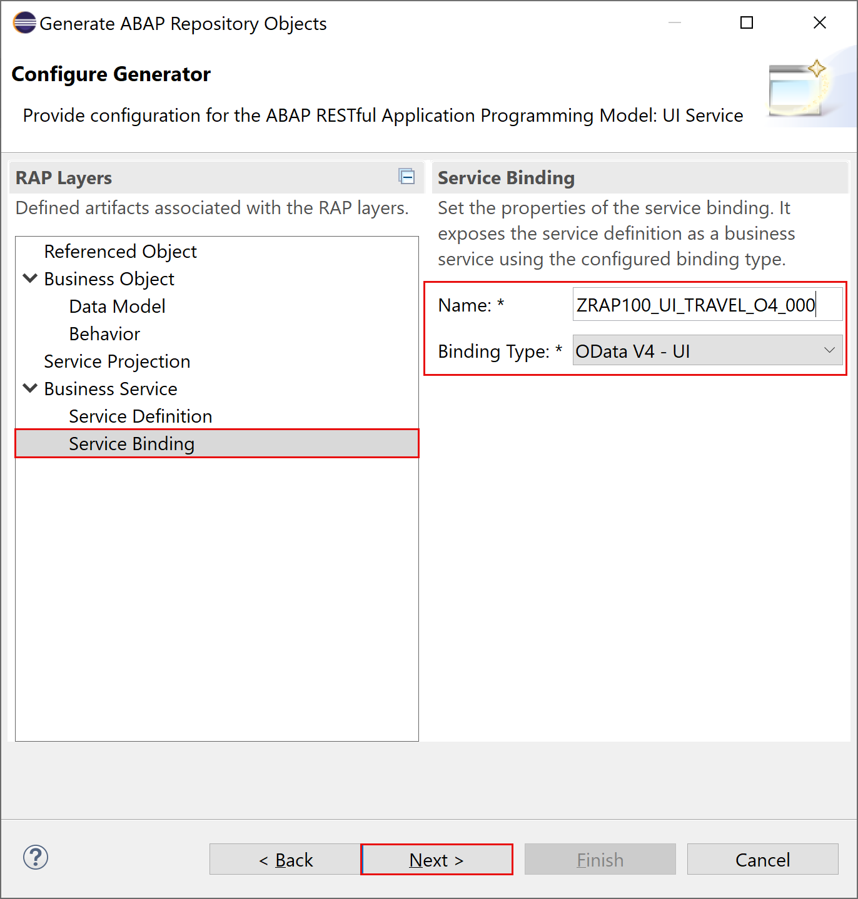 Generate ABAP Repository Objects
Configure Generator
Provide configuration for the ABAP RESTful Application Programming Model: UI Service
RAP Layers
Defined artifacts associated with the RAP layers.
Referenced Object
Business Object
Data Model
Behavior
Service Projection
Business Service
Service Definition
Service Binding
Service Binding
Set the properties of the service binding. It
exposes the service definition as a business
service using the configured binding type.
Name: * ZRAP100_UI_TRAVEL_O4_000
Binding Type: * OData V4 - UI
? < Back Next > Finish Cancel